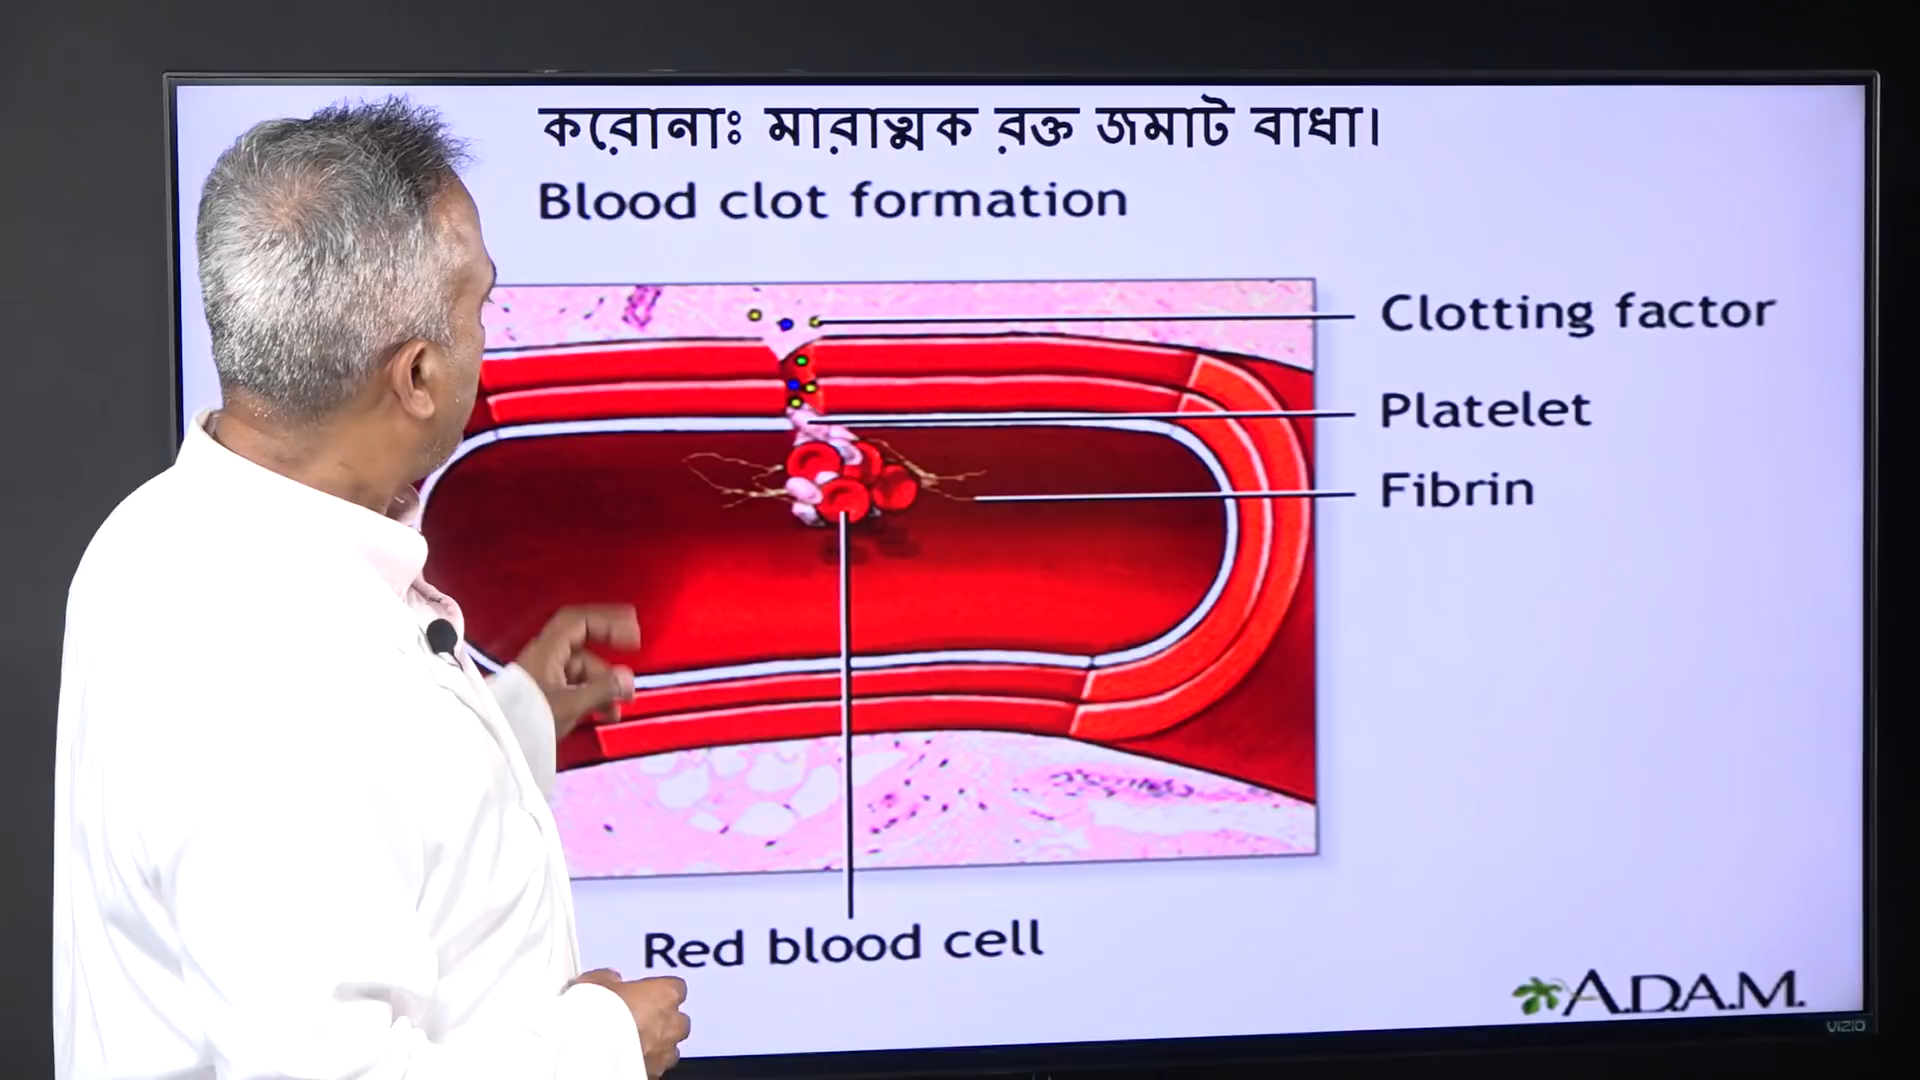 করোনাঃ মারাত্মক রক্ত জমাট বাধা।
Blood clot formation
Clotting factor
Platelet
Fibrin
Red blood cell
A.D.A.M.
VIZIO